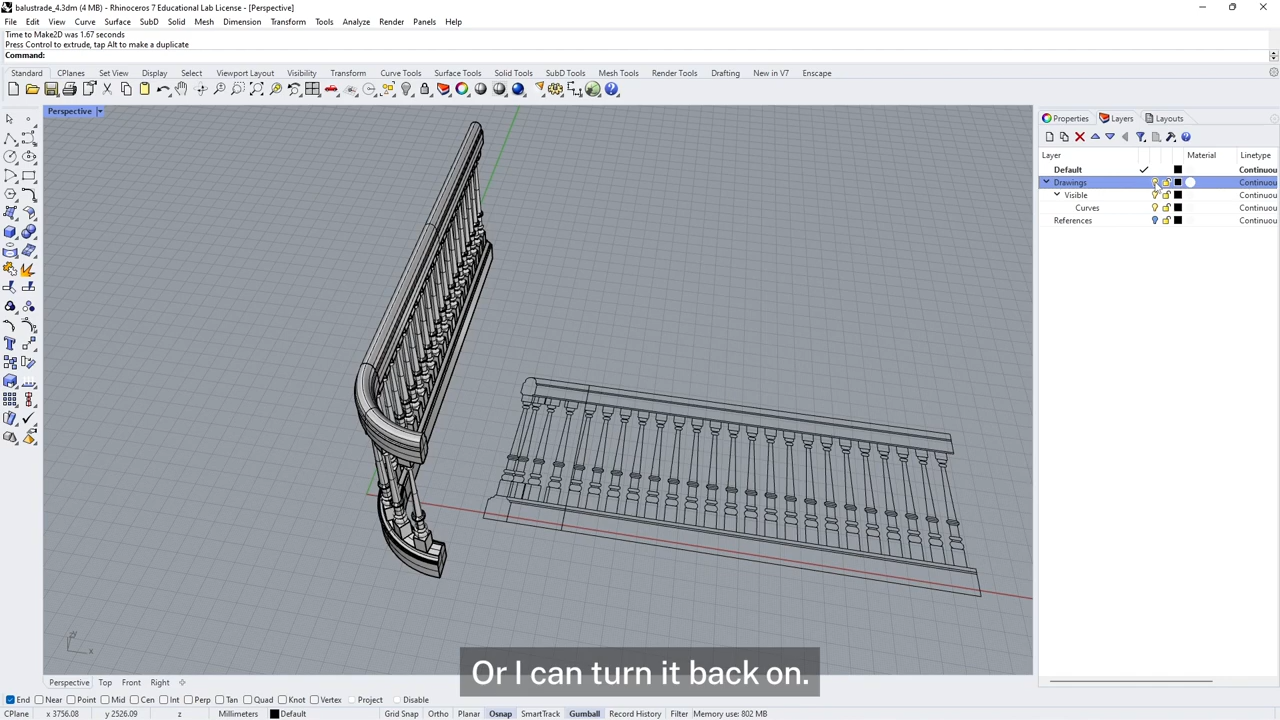 balustrade_4.3dm (4 MB) - Rhinoceros 7 Educational Lab License - [Perspective]
File Edit View Curve Surface SubD Solid Mesh Dimension Transform Tools Analyze Render Panels Help
Time to Make2D was 1.67 seconds
Press Control to extrude, tap Alt to make a duplicate
Command:
Standard CPlanes Set View Display Select Viewport Layout Visibility Transform Curve Tools Surface Tools Solid Tools SubD Tools Mesh Tools Render Tools Drafting New in V7 Enscape
Perspective
Properties Layers Layouts
Layer Material Linetype
Default Continuou
Drawings Continuou
Visible Continuou
Curves Continuou
References Continuou
y
x
Or I can turn it back on.
Perspective Top Front Right
End Near Point Mid Cen Int Perp Tan Quad Knot Vertex Project Disable
CPlane x 3756.08 y 2526.09 z Millimeters Default Grid Snap Ortho Planar Osnap SmartTrack Gumball Record History Filter Memory use: 802 MB